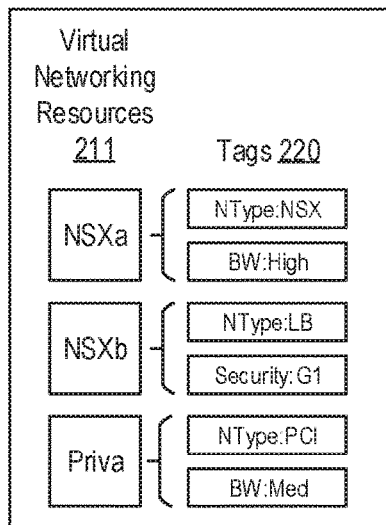 Virtual
Networking
Resources
211
Tags 220
NSXa
NType:NSX
BW:High
NSXb
NType:LB
Security:G1
Priva
NType:PCI
BW:Med